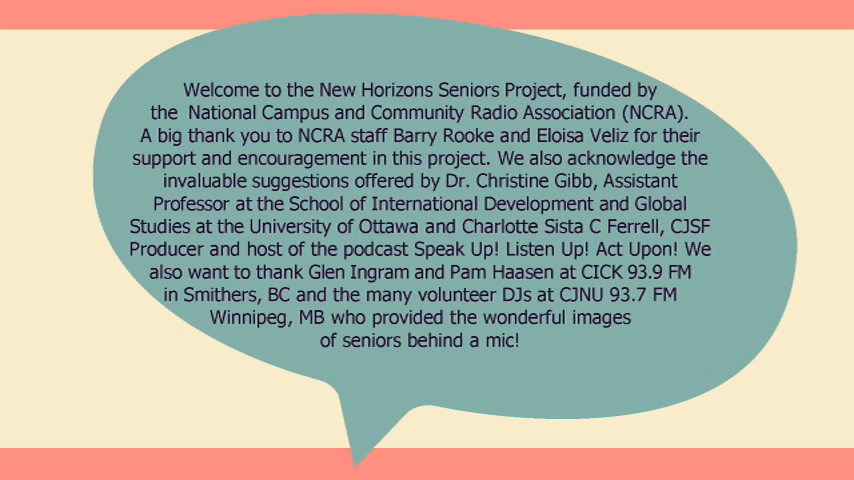 Welcome to the New Horizons Seniors Project, funded by
the National Campus and Community Radio Association (NCRA).
A big thank you to NCRA staff Barry Rooke and Eloisa Veliz for their
support and encouragement in this project. We also acknowledge the
invaluable suggestions offered by Dr. Christine Gibb, Assistant
Professor at the School of International Development and Global
Studies at the University of Ottawa and Charlotte Sista C Ferrell, CJSF
Producer and host of the podcast Speak Up! Listen Up! Act Upon! We
also want to thank Glen Ingram and Pam Haasen at CICK 93.9 FM
in Smithers, BC and the many volunteer DJs at CJNU 93.7 FM
Winnipeg, MB who provided the wonderful images
of seniors behind a mic!